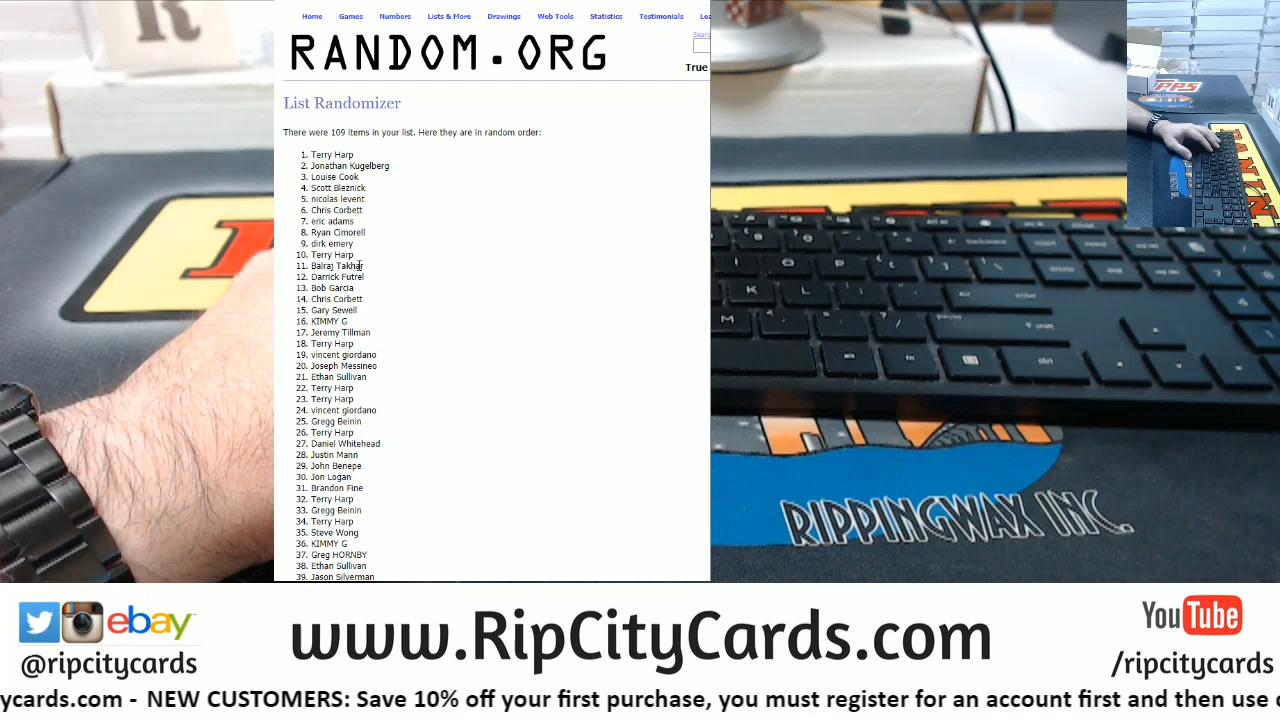 Home Games Numbers Lists & More Drawings Web Tools Statistics Testimonials
RANDOM.ORG
True
List Randomizer
There were 109 items in your list. Here they are in random order:
1. Terry Harp
2. Jonathan Kugelberg
3. Louise Cook
4. Scott Bleznick
5. nicolas levent
6. Chris Corbett
7. eric adams
8. Ryan Cimorell
9. dirk emery
10. Terry Harp
11. Balraj Takhar
12. Darrick Futrel
13. Bob Garcia
14. Chris Corbett
15. Gary Sewell
16. KIMMY G
17. Jeremy Tillman
18. Terry Harp
19. vincent giordano
20. Joseph Messineo
21. Ethan Sullivan
22. Terry Harp
23. Terry Harp
24. vincent giordano
25. Gregg Beinin
26. Terry Harp
27. Daniel Whitehead
28. Justin Mann
29. John Benepe
30. Jon Logan
31. Brandon Fine
32. Terry Harp
33. Gregg Beinin
34. Terry Harp
35. Steve Wong
36. KIMMY G
37. Greg HORNBY
38. Ethan Sullivan
39. Jason Silverman
RIPPINGWAX INC.
ebay
@ripcitycards
www.RipCityCards.com
YouTube
/ripcitycards
ycards.com - NEW CUSTOMERS: Save 10% off your first purchase, you must register for an account first and then use